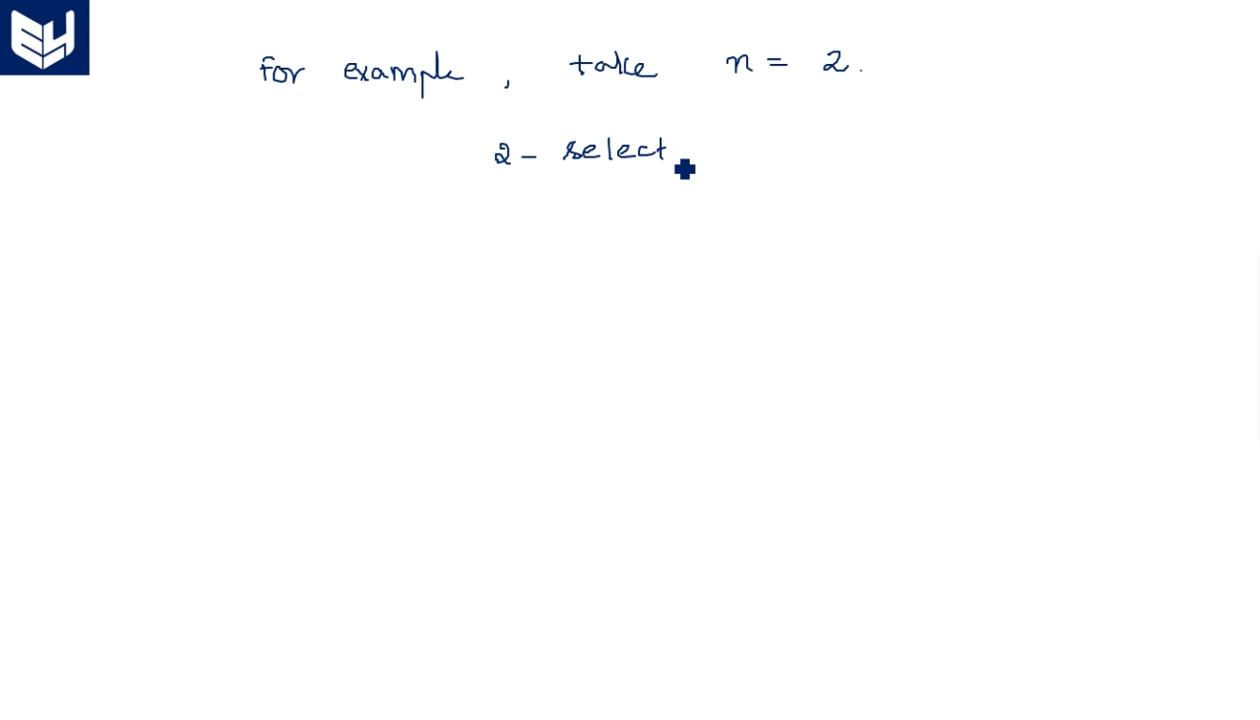 for example, take n = 2.
2 - select